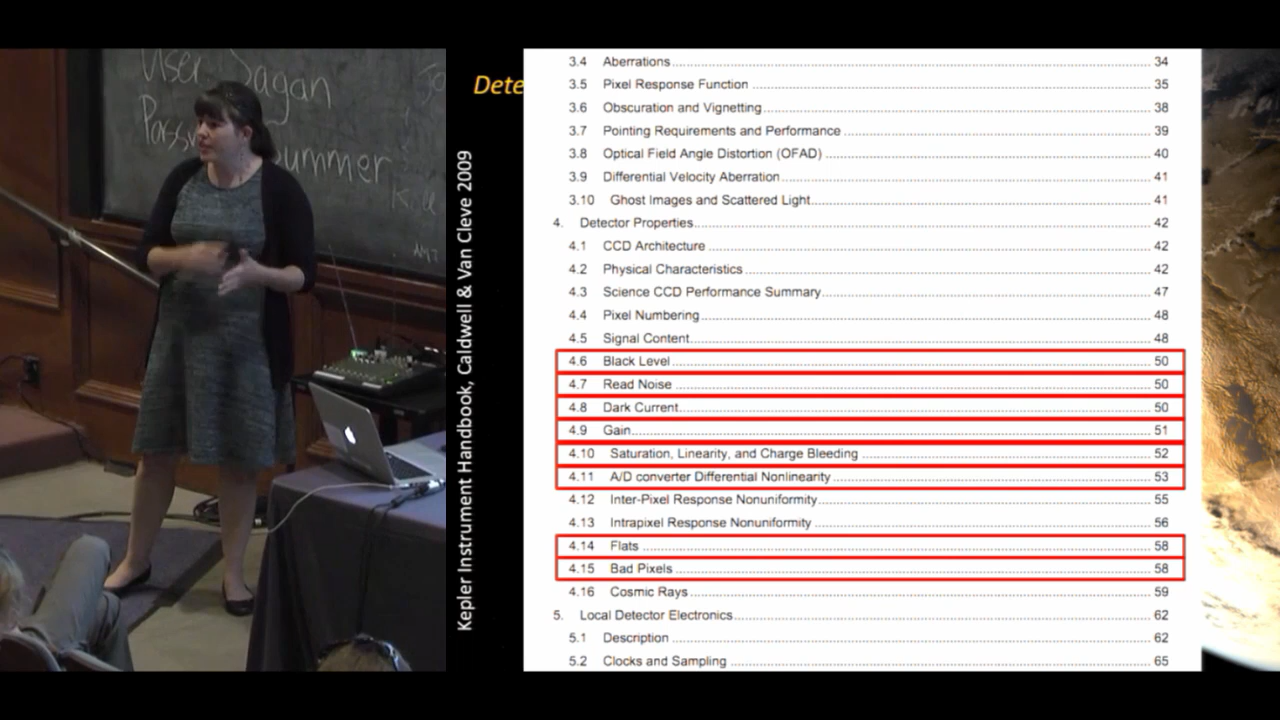 User Sagan
Summer
Dete
Kepler Instrument Handbook, Caldwell & Van Cleve 2009
3.4 Aberrations 34
3.5 Pixel Response Function 35
3.6 Obscuration and Vignetting 38
3.7 Pointing Requirements and Performance 39
3.8 Optical Field Angle Distortion (OFAD) 40
3.9 Differential Velocity Aberration 41
3.10 Ghost Images and Scattered Light 41
4. Detector Properties 42
4.1 CCD Architecture 42
4.2 Physical Characteristics 42
4.3 Science CCD Performance Summary 47
4.4 Pixel Numbering 48
4.5 Signal Content 48
4.6 Black Level 50
4.7 Read Noise 50
4.8 Dark Current 50
4.9 Gain 51
4.10 Saturation, Linearity, and Charge Bleeding 52
4.11 A/D converter Differential Nonlinearity 53
4.12 Inter-Pixel Response Nonuniformity 55
4.13 Intrapixel Response Nonuniformity 56
4.14 Flats 58
4.15 Bad Pixels 58
4.16 Cosmic Rays 59
5. Local Detector Electronics 62
5.1 Description 62
5.2 Clocks and Sampling 65